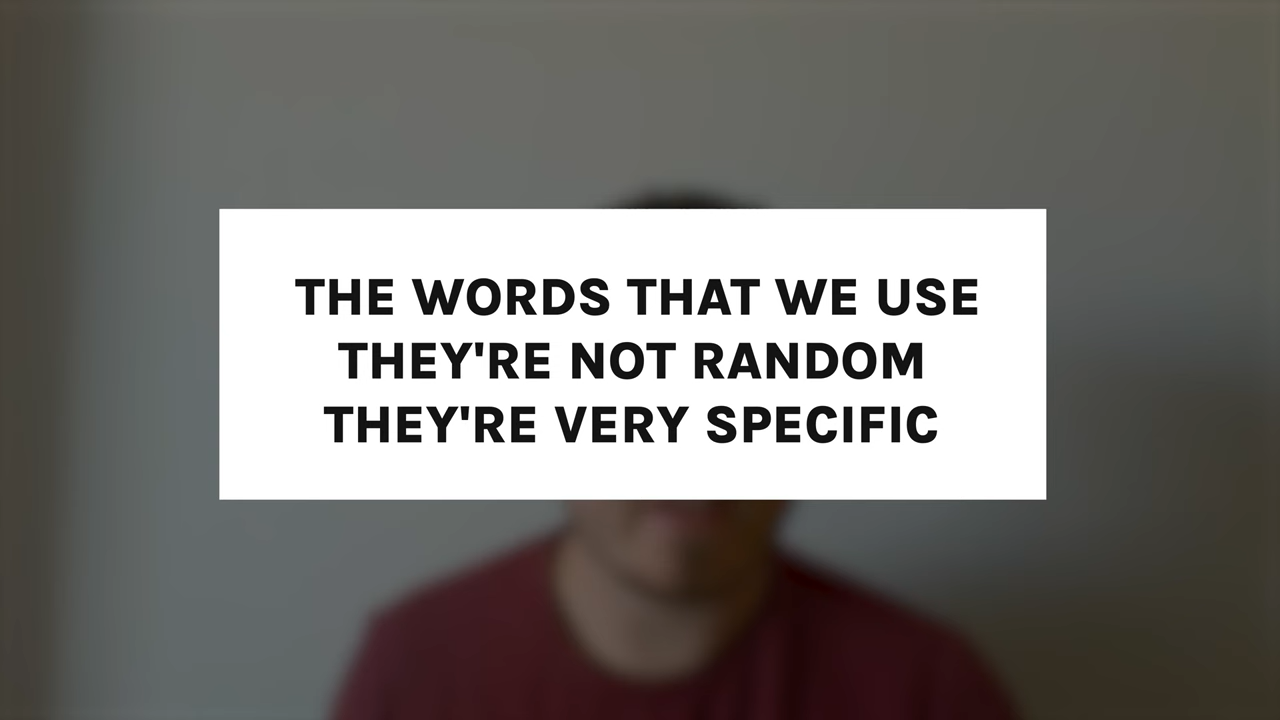 THE WORDS THAT WE USE
THEY'RE NOT RANDOM
THEY'RE VERY SPECIFIC